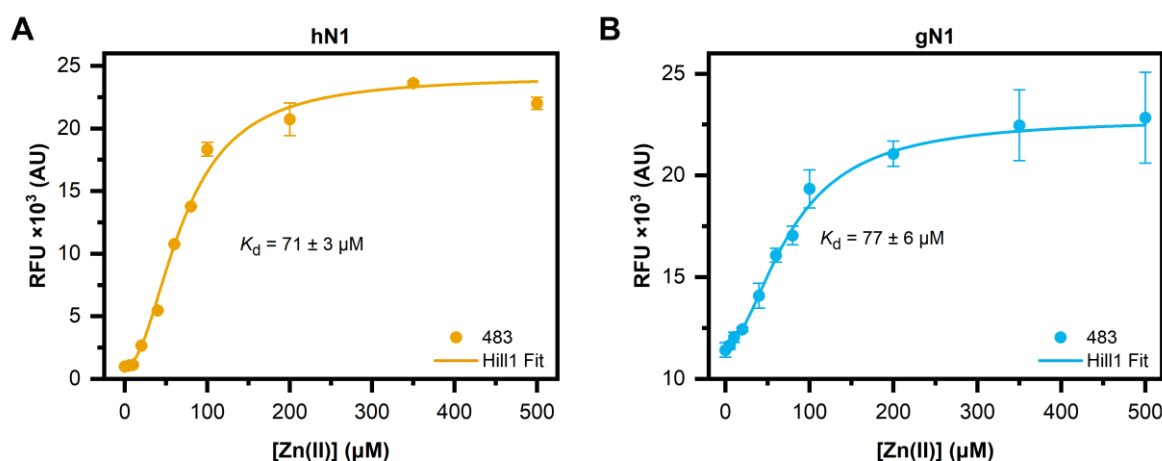 A
hN1
25
20
15
10
5
0
RFU ×10³ (AU)
K_d = 71 ± 3 µM
483
Hill1 Fit
0 100 200 300 400 500
[Zn(II)] (µM)
B
gN1
25
20
15
10
RFU ×10³ (AU)
K_d = 77 ± 6 µM
483
Hill1 Fit
0 100 200 300 400 500
[Zn(II)] (µM)